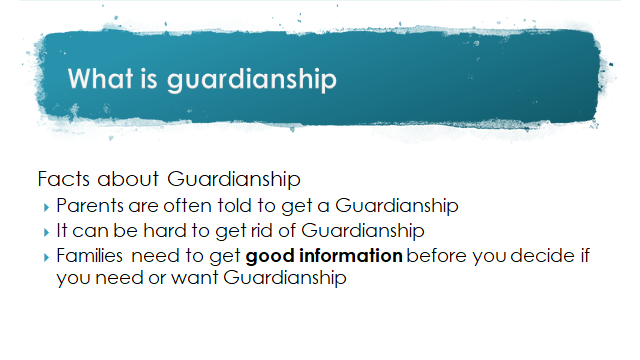 What is guardianship
Facts about Guardianship
Parents are often told to get a Guardianship
It can be hard to get rid of Guardianship
Families need to get good information before you decide if
you need or want Guardianship